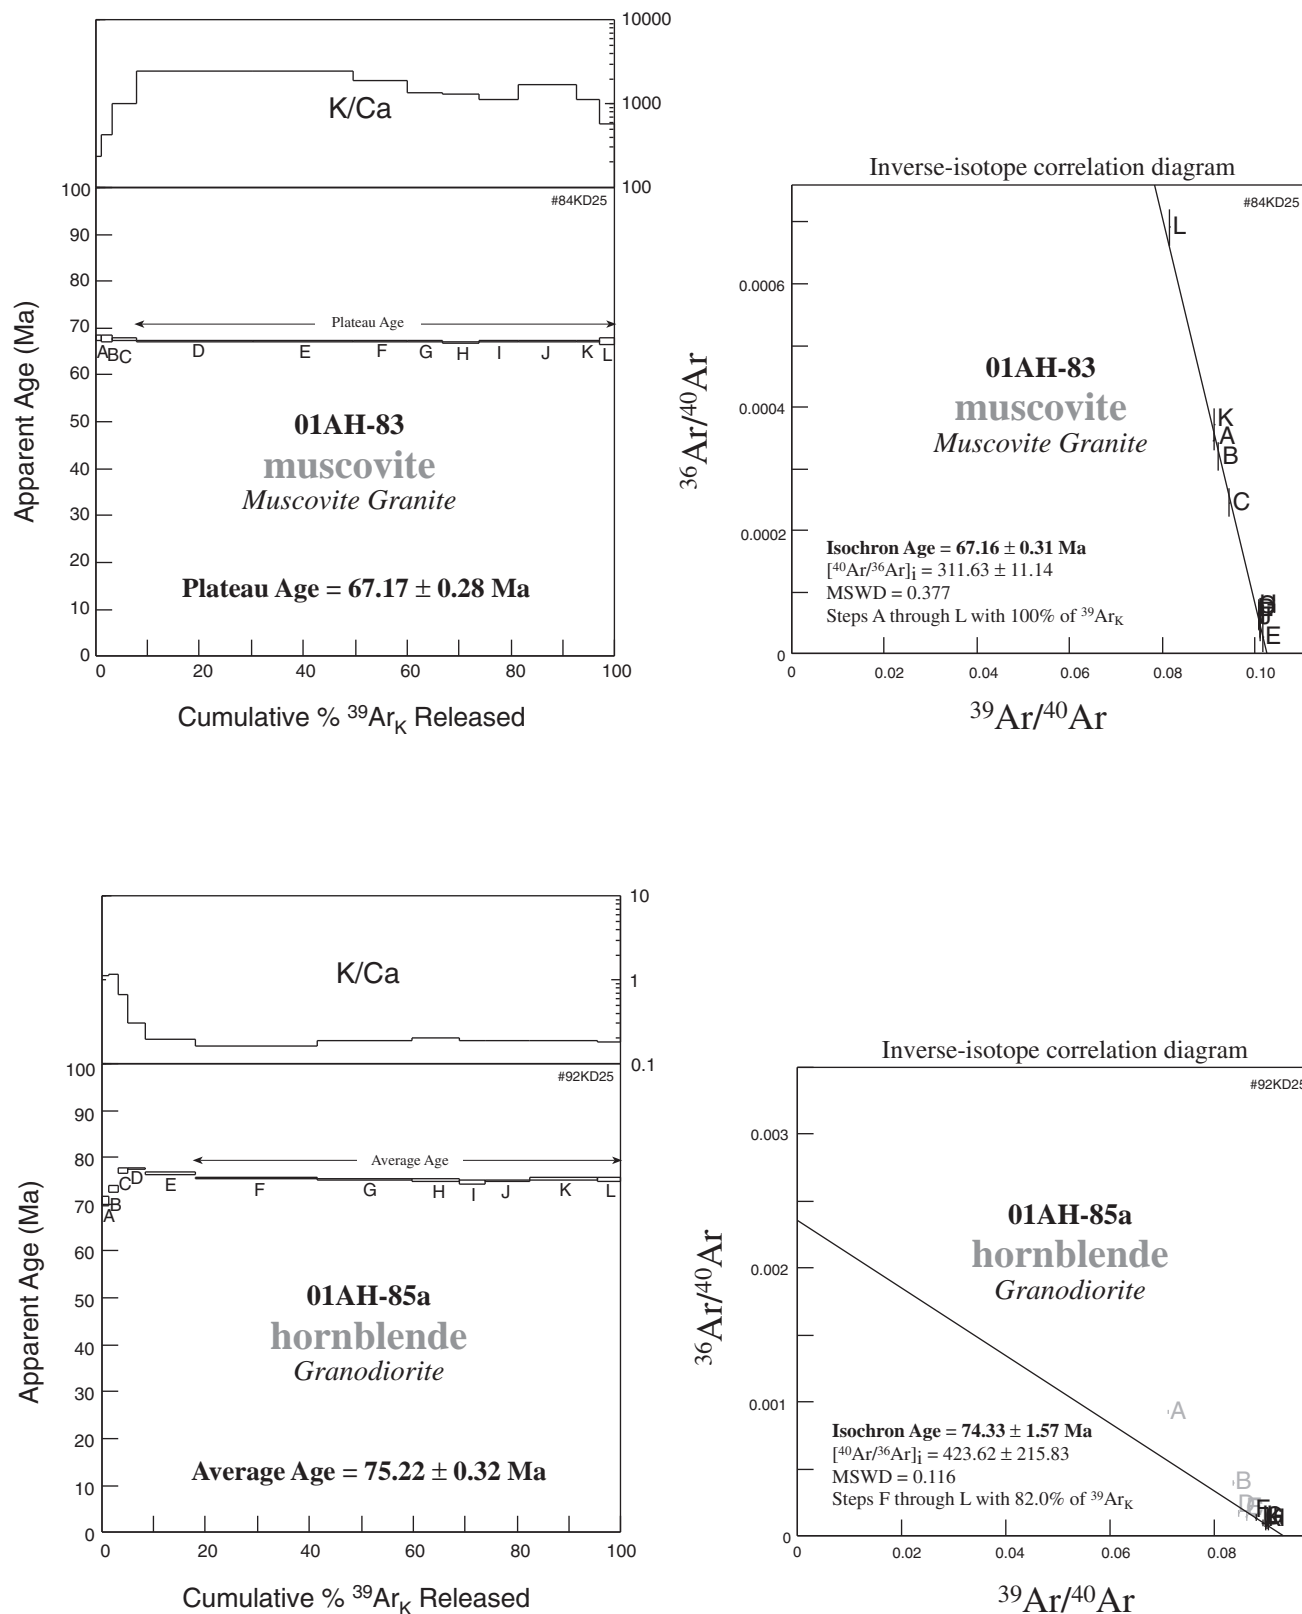 10000
1000
100
K/Ca
#84KD25
100
90
80
70
60
50
40
30
20
10
0
Apparent Age (Ma)
Plateau Age
A B C D E F G H I J K L
01AH-83
muscovite
Muscovite Granite
Plateau Age = 67.17 ± 0.28 Ma
0 20 40 60 80 100
Cumulative % ³⁹Ar_K Released
Inverse-isotope correlation diagram
#84KD25
L
0.0006
0.0004
0.0002
0
³⁶Ar/⁴⁰Ar
01AH-83
muscovite
Muscovite Granite
K
A
B
C
E
Isochron Age = 67.16 ± 0.31 Ma
[⁴⁰Ar/³⁶Ar]i = 311.63 ± 11.14
MSWD = 0.377
Steps A through L with 100% of ³⁹Ar_K
0 0.02 0.04 0.06 0.08 0.10
³⁹Ar/⁴⁰Ar
10
1
0.1
K/Ca
#92KD25
100
90
80
70
60
50
40
30
20
10
0
Apparent Age (Ma)
Average Age
A B C D E F G H I J K L
01AH-85a
hornblende
Granodiorite
Average Age = 75.22 ± 0.32 Ma
0 20 40 60 80 100
Cumulative % ³⁹Ar_K Released
Inverse-isotope correlation diagram
#92KD25
0.003
0.002
0.001
0
³⁶Ar/⁴⁰Ar
01AH-85a
hornblende
Granodiorite
A
B
D
F
Isochron Age = 74.33 ± 1.57 Ma
[⁴⁰Ar/³⁶Ar]i = 423.62 ± 215.83
MSWD = 0.116
Steps F through L with 82.0% of ³⁹Ar_K
0 0.02 0.04 0.06 0.08
³⁹Ar/⁴⁰Ar